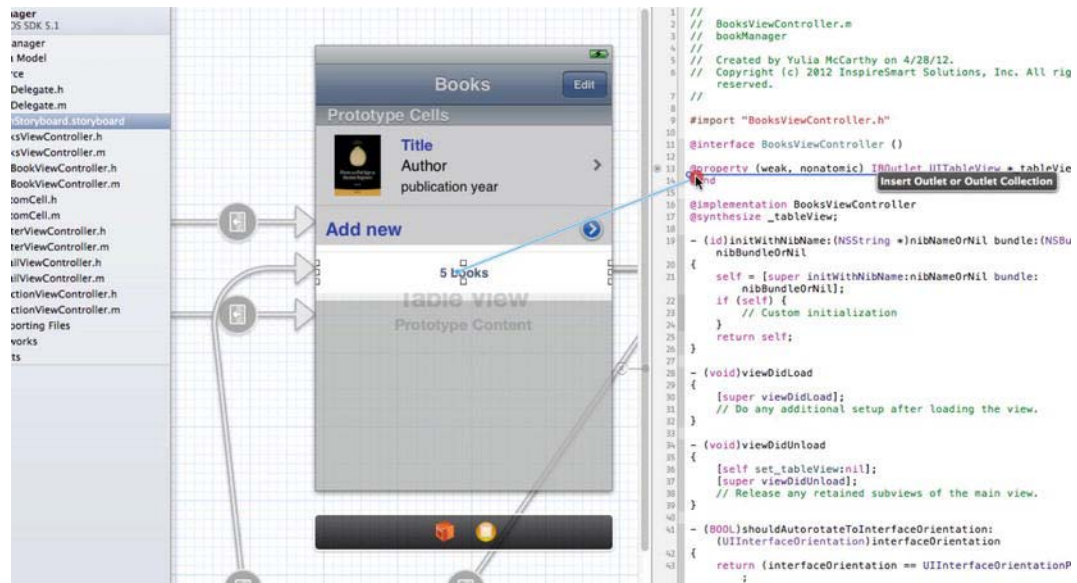 ager
OS SDK 5.1
anager
Model
rce
Delegate.h
Delegate.m
Storyboard.storyboard
ksViewController.h
ksViewController.m
BookViewController.h
BookViewController.m
tomCell.h
tomCell.m
terViewController.h
terViewController.m
ailViewController.h
ailViewController.m
ectionViewController.h
ectionViewController.m
porting Files
works
ts
Books
Edit
Prototype Cells
Title
Author
publication year
Add new
5 books
Table View
Prototype Content
1 //
2 // BooksViewController.m
3 // bookManager
4 //
5 // Created by Yulia McCarthy on 4/28/12.
6 // Copyright (c) 2012 InspireSmart Solutions, Inc. All rig
reserved.
7 //
8
9 #import "BooksViewController.h"
10
11 @interface BooksViewController ()
12
13 @property (weak, nonatomic) IBOutlet UITableView * tableVie
Insert Outlet or Outlet Collection
14 nd
15
16 @implementation BooksViewController
17 @synthesize _tableView;
18
19 - (id)initWithNibName:(NSString *)nibNameOrNil bundle:(NSBu
nibBundleOrNil
20 {
21 self = [super initWithNibName:nibNameOrNil bundle:
nibBundleOrNil];
22 if (self) {
23 // Custom initialization
24 }
25 return self;
26 }
27
28 - (void)viewDidLoad
29 {
30 [super viewDidLoad];
31 // Do any additional setup after loading the view.
32 }
33
34 - (void)viewDidUnload
35 {
36 [self set_tableView:nil];
37 [super viewDidUnload];
38 // Release any retained subviews of the main view.
39 }
40
41 - (BOOL)shouldAutorotateToInterfaceOrientation:
(UIInterfaceOrientation)interfaceOrientation
42 {
43 return (interfaceOrientation == UIInterfaceOrientationP
;